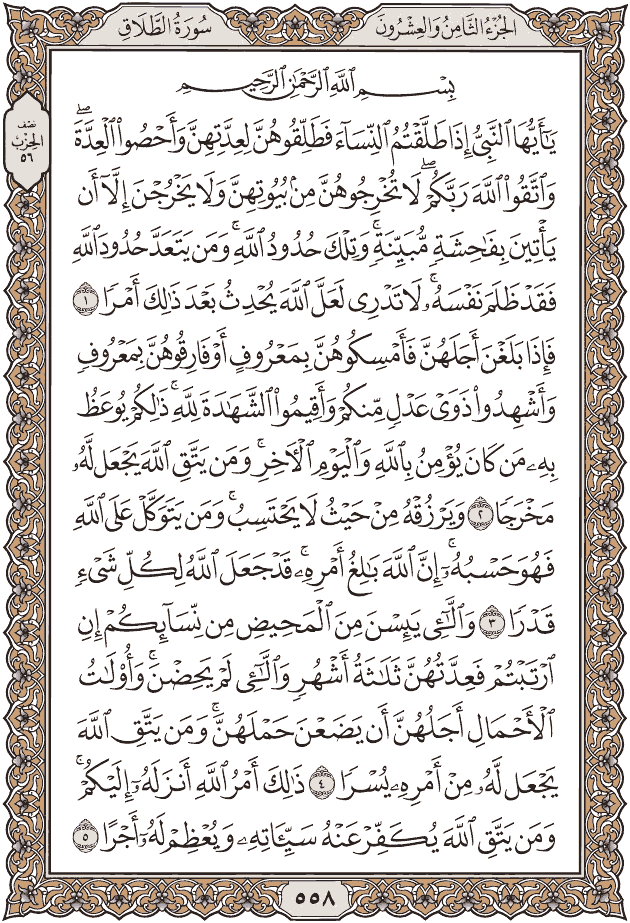 الجُزْءُ الثَّامِنُ وَالعِشْرُونَ
سُورَةُ الطَّلَاقِ
نصف
الحِزْبُ
٥٦
بِسْمِ ٱللَّهِ ٱلرَّحْمَٰنِ ٱلرَّحِيمِ
يَٰٓأَيُّهَا ٱلنَّبِيُّ إِذَا طَلَّقْتُمُ ٱلنِّسَآءَ فَطَلِّقُوهُنَّ لِعِدَّتِهِنَّ وَأَحْصُوا۟ ٱلْعِدَّةَۖ
وَٱتَّقُوا۟ ٱللَّهَ رَبَّكُمْۖ لَا تُخْرِجُوهُنَّ مِنۢ بُيُوتِهِنَّ وَلَا يَخْرُجْنَ إِلَّآ أَن
يَأْتِينَ بِفَٰحِشَةٍ مُّبَيِّنَةٍۚ وَتِلْكَ حُدُودُ ٱللَّهِۚ وَمَن يَتَعَدَّ حُدُودَ ٱللَّهِ
فَقَدْ ظَلَمَ نَفْسَهُۥۚ لَا تَدْرِى لَعَلَّ ٱللَّهَ يُحْدِثُ بَعْدَ ذَٰلِكَ أَمْرًا ١
فَإِذَا بَلَغْنَ أَجَلَهُنَّ فَأَمْسِكُوهُنَّ بِمَعْرُوفٍ أَوْ فَارِقُوهُنَّ بِمَعْرُوفٍ
وَأَشْهِدُوا۟ ذَوَىْ عَدْلٍ مِّنكُمْ وَأَقِيمُوا۟ ٱلشَّهَٰدَةَ لِلَّهِۚ ذَٰلِكُمْ يُوعَظُ
بِهِۦ مَن كَانَ يُؤْمِنُ بِٱللَّهِ وَٱلْيَوْمِ ٱلْءَاخِرِۚ وَمَن يَتَّقِ ٱللَّهَ يَجْعَل لَّهُۥ
مَخْرَجًا ٢ وَيَرْزُقْهُ مِنْ حَيْثُ لَا يَحْتَسِبُۚ وَمَن يَتَوَكَّلْ عَلَى ٱللَّهِ
فَهُوَ حَسْبُهُۥٓۚ إِنَّ ٱللَّهَ بَٰلِغُ أَمْرِهِۦۚ قَدْ جَعَلَ ٱللَّهُ لِكُلِّ شَىْءٍ
قَدْرًا ٣ وَٱلَّٰٓـِٔى يَئِسْنَ مِنَ ٱلْمَحِيضِ مِن نِّسَآئِكُمْ إِنِ
ٱرْتَبْتُمْ فَعِدَّتُهُنَّ ثَلَٰثَةُ أَشْهُرٍ وَٱلَّٰٓـِٔى لَمْ يَحِضْنَۚ وَأُو۟لَٰتُ
ٱلْأَحْمَالِ أَجَلُهُنَّ أَن يَضَعْنَ حَمْلَهُنَّۚ وَمَن يَتَّقِ ٱللَّهَ
يَجْعَل لَّهُۥ مِنْ أَمْرِهِۦ يُسْرًا ٤ ذَٰلِكَ أَمْرُ ٱللَّهِ أَنزَلَهُۥٓ إِلَيْكُمْۚ
وَمَن يَتَّقِ ٱللَّهَ يُكَفِّرْ عَنْهُ سَيِّـَٔاتِهِۦ وَيُعْظِمْ لَهُۥٓ أَجْرًا ٥
٥٥٨